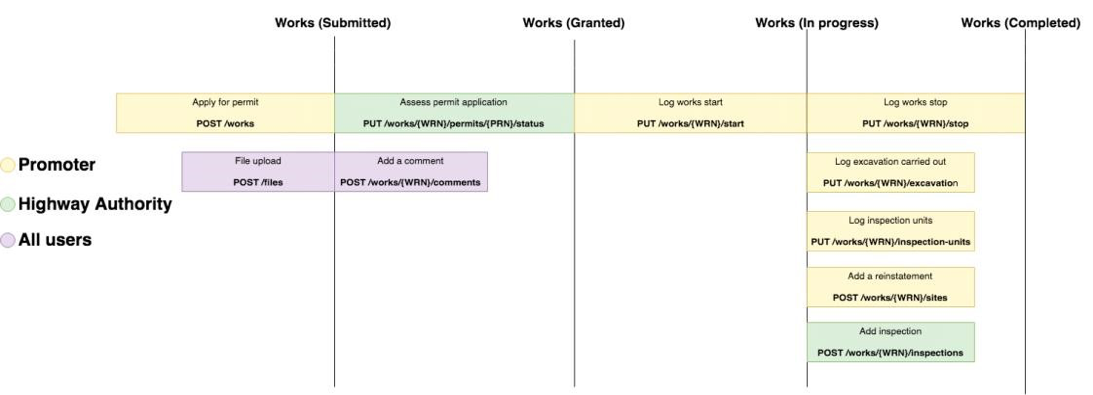 Works (Submitted)
Works (Granted)
Works (In progress)
Works (Completed)
Apply for permit
POST /works
Assess permit application
PUT /works/{WRN}/permits/{PRN}/status
Log works start
PUT /works/{WRN}/start
Log works stop
PUT /works/{WRN}/stop
File upload
POST /files
Add a comment
POST /works/{WRN}/comments
Log excavation carried out
PUT /works/{WRN}/excavation
Promoter
Highway Authority
All users
Log inspection units
PUT /works/{WRN}/inspection-units
Add a reinstatement
POST /works/{WRN}/sites
Add inspection
POST /works/{WRN}/inspections